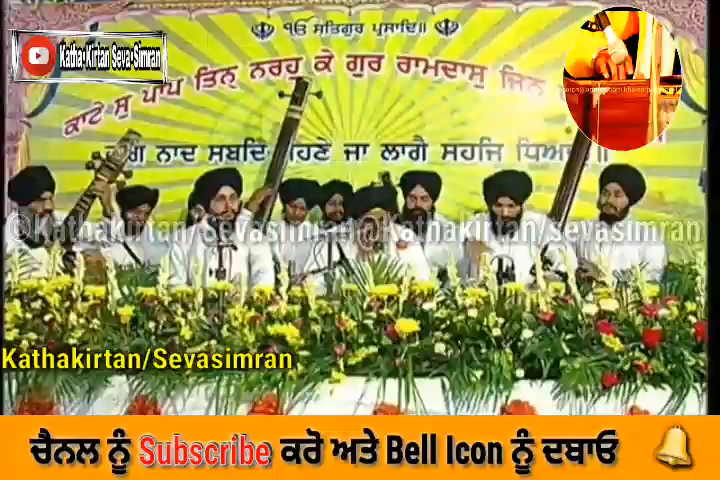 ੴ ਸਤਿਗੁਰ ਪ੍ਰਸਾਦਿ॥
Katha•Kirtan Seva•Simran
ਕਾਟੇ ਸੁ ਪਾਪ ਤਿਨ੍ ਨਰਹੁ ਕੇ ਗੁਰ ਰਾਮਦਾਸੁ ਜਿਨ
ਨਾਦ ਸਬਦਿ ਜਾ ਲਾਗੈ ਸਹਜਿ
@Kathakirtan/Sevasimran@Kathakirtan/sevasimran
Kathakirtan/Sevasimran
ਚੈਨਲ ਨੂੰ Subscribe ਕਰੋ ਅਤੇ Bell Icon ਨੂੰ ਦਬਾਓ